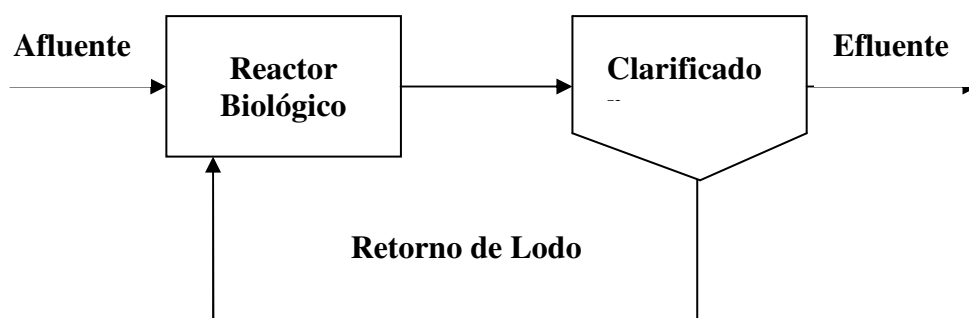 Afluente
Reactor
Biológico
Clarificado
Efluente
Retorno de Lodo